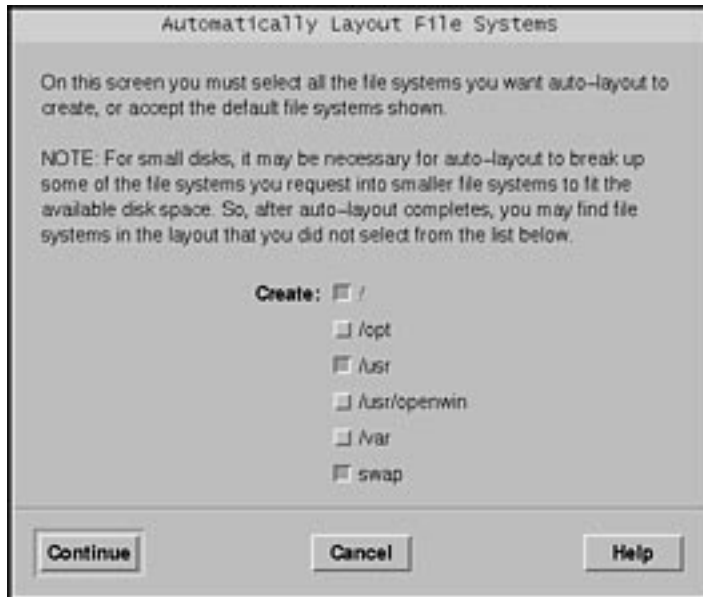 Automatically Layout File Systems
On this screen you must select all the file systems you want auto-layout to
create, or accept the default file systems shown.
NOTE: For small disks, it may be necessary for auto-layout to break up
some of the file systems you request into smaller file systems to fit the
available disk space. So, after auto-layout completes, you may find file
systems in the layout that you did not select from the list below.
Create: /
/opt
/usr
/usr/openwin
/var
swap
Continue Cancel Help